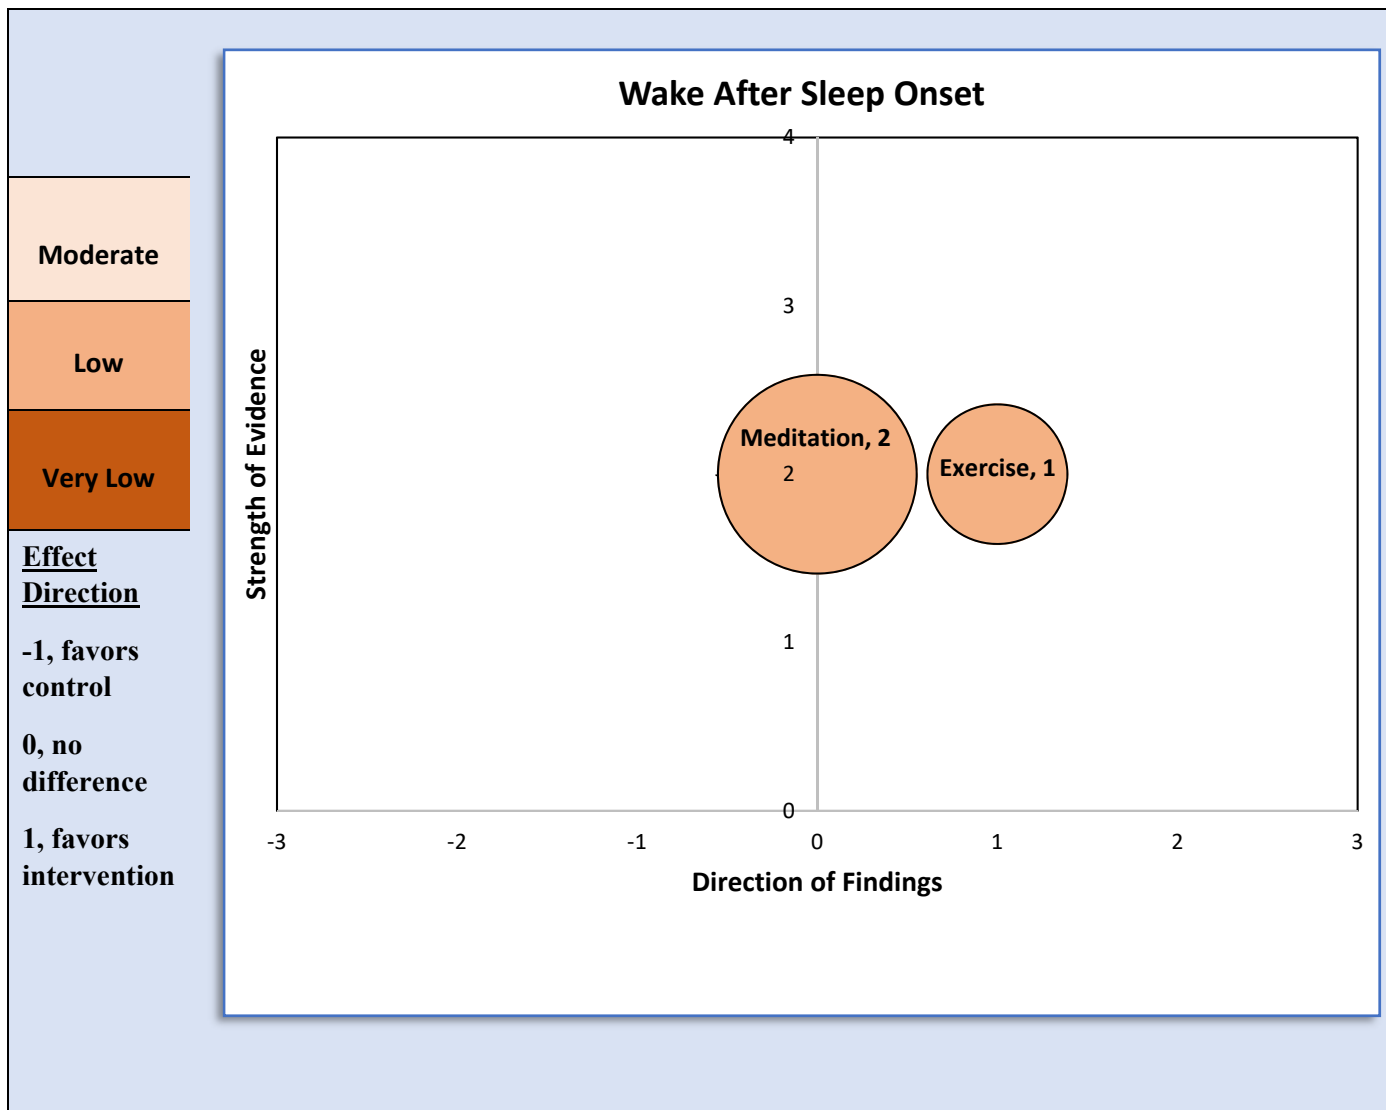 Wake After Sleep Onset
Moderate
Low
Very Low
Effect
Direction
-1, favors
control
0, no
difference
1, favors
intervention
Strength of Evidence
4
3
2
1
0
Meditation, 2
Exercise, 1
-3 -2 -1 0 1 2 3
Direction of Findings